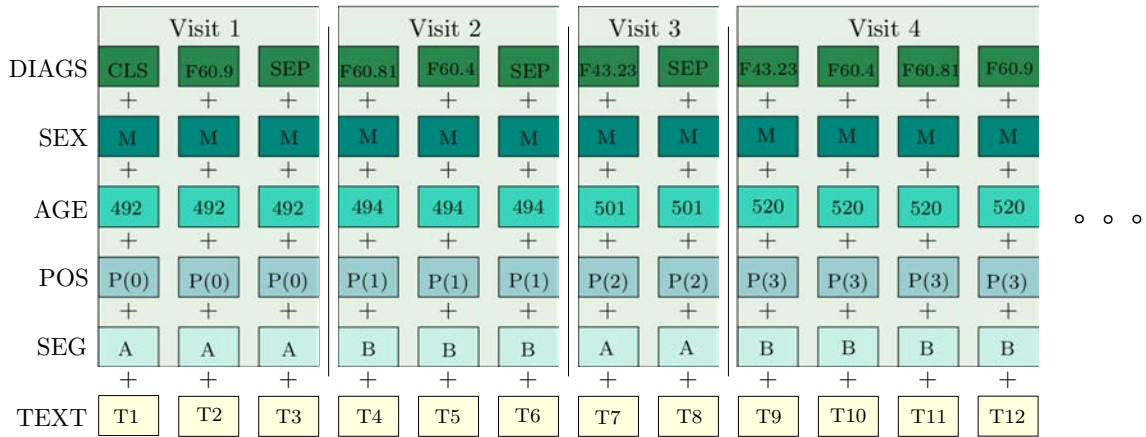 Visit 1 Visit 2 Visit 3 Visit 4
DIAGS CLS F60.9 SEP F60.81 F60.4 SEP F43.23 SEP F43.23 F60.4 F60.81 F60.9
+ + + + + + + + + + + +
SEX M M M M M M M M M M M M
+ + + + + + + + + + + +
AGE 492 492 492 494 494 494 501 501 520 520 520 520
+ + + + + + + + + + + +
POS P(0) P(0) P(0) P(1) P(1) P(1) P(2) P(2) P(3) P(3) P(3) P(3)
+ + + + + + + + + + + +
SEG A A A B B B A A B B B B
+ + + + + + + + + + + +
TEXT T1 T2 T3 T4 T5 T6 T7 T8 T9 T10 T11 T12